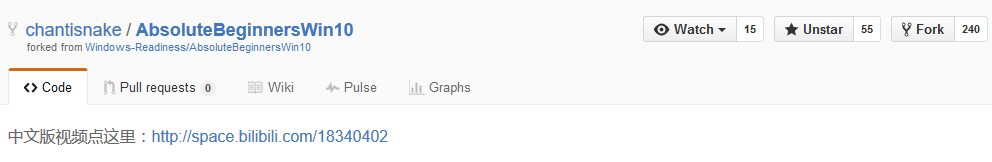 chantisnake / AbsoluteBeginnersWin10 Watch 15 Unstar 55 Fork 240
forked from Windows-Readiness/AbsoluteBeginnersWin10
Code Pull requests 0 Wiki Pulse Graphs
中文版视频点这里：http://space.bilibili.com/18340402